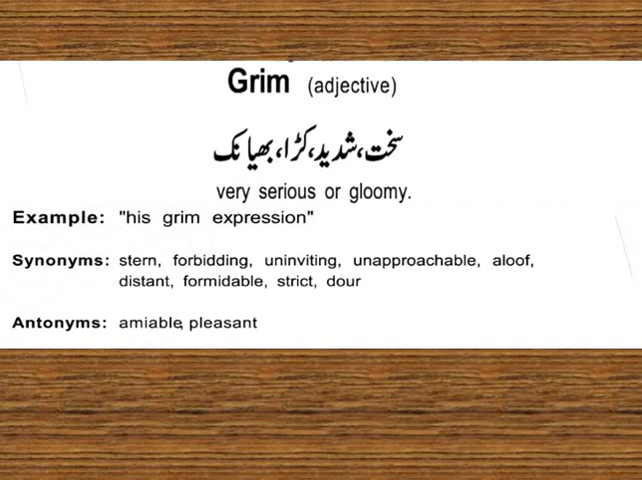 Grim (adjective)
سخت،شدید،کڑا،بھیانک
very serious or gloomy.
Example: "his grim expression"
Synonyms: stern, forbidding, uninviting, unapproachable, aloof,
distant, formidable, strict, dour
Antonyms: amiable, pleasant